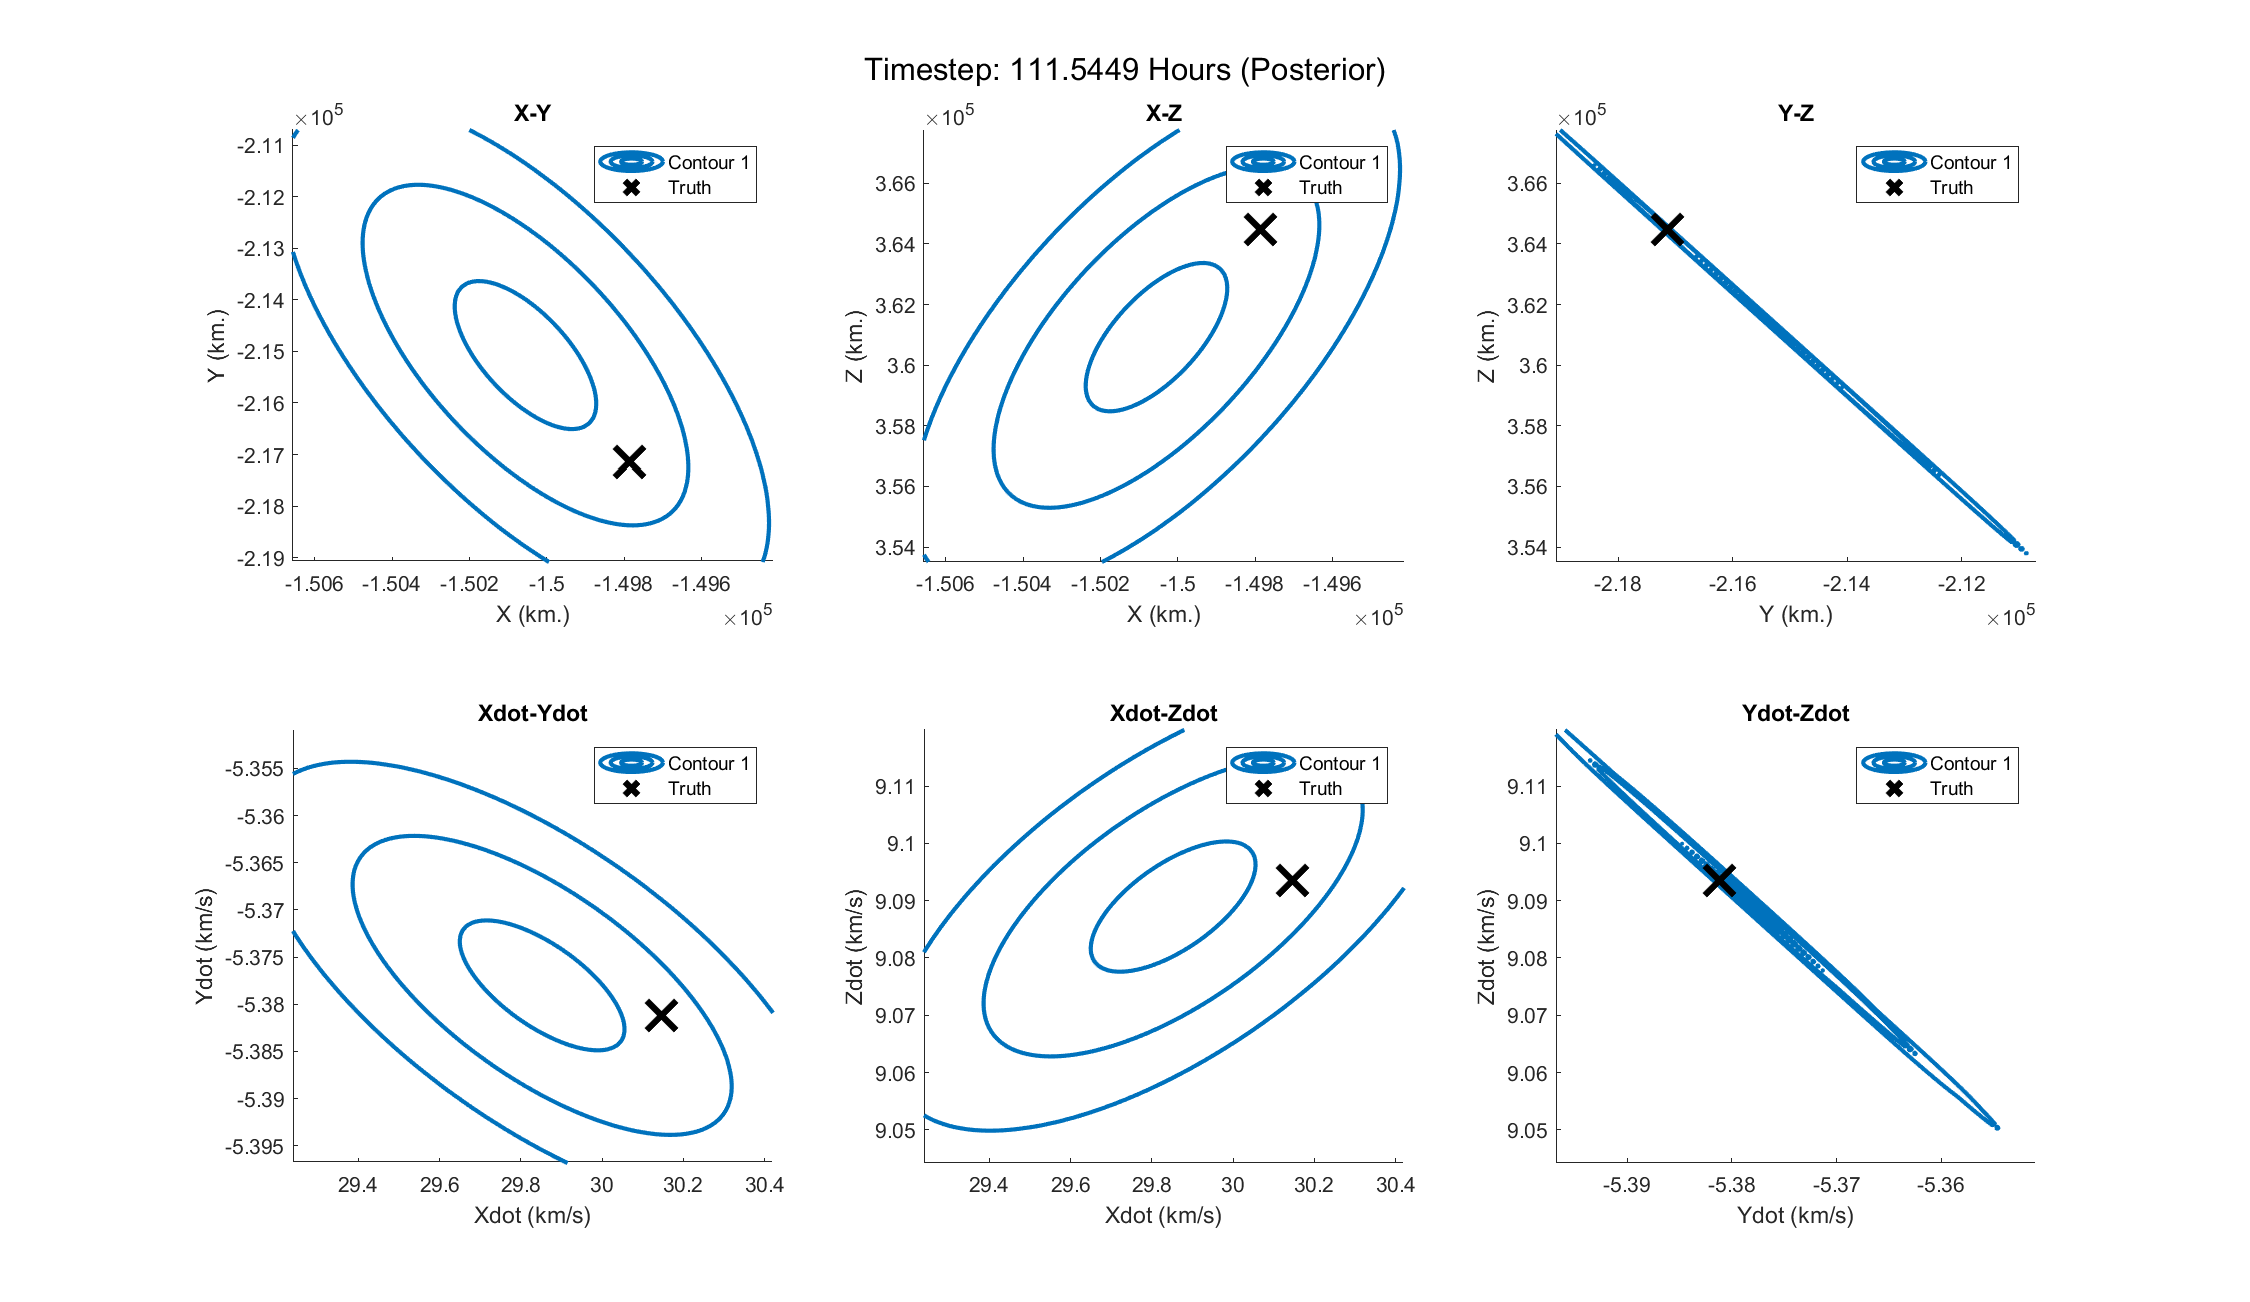 Timestep: 111.5449 Hours (Posterior)
X-Y
×10^5
-2.11
-2.12
-2.13
-2.14
-2.15
-2.16
-2.17
-2.18
-2.19
Y (km.)
Contour 1
Truth
-1.506 -1.504 -1.502 -1.5 -1.498 -1.496
X (km.)
×10^5
X-Z
×10^5
3.66
3.64
3.62
3.6
3.58
3.56
3.54
Z (km.)
Contour 1
Truth
-1.506 -1.504 -1.502 -1.5 -1.498 -1.496
X (km.)
×10^5
Y-Z
×10^5
3.66
3.64
3.62
3.6
3.58
3.56
3.54
Z (km.)
Contour 1
Truth
-2.18 -2.16 -2.14 -2.12
Y (km.)
×10^5
Xdot-Ydot
-5.355
-5.36
-5.365
-5.37
-5.375
-5.38
-5.385
-5.39
-5.395
Ydot (km/s)
Contour 1
Truth
29.4 29.6 29.8 30 30.2 30.4
Xdot (km/s)
Xdot-Zdot
9.11
9.1
9.09
9.08
9.07
9.06
9.05
Zdot (km/s)
Contour 1
Truth
29.4 29.6 29.8 30 30.2 30.4
Xdot (km/s)
Ydot-Zdot
9.11
9.1
9.09
9.08
9.07
9.06
9.05
Zdot (km/s)
Contour 1
Truth
-5.39 -5.38 -5.37 -5.36
Ydot (km/s)